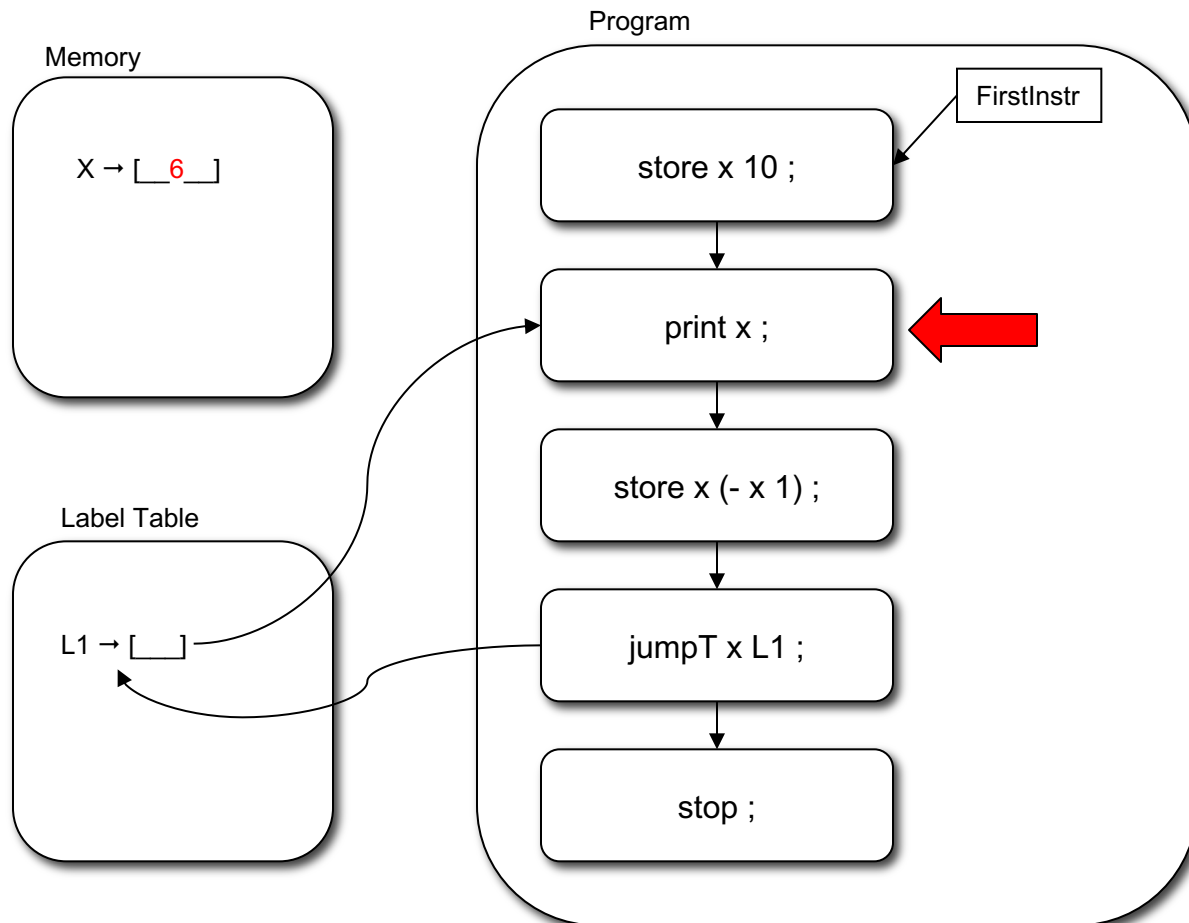 Program
Memory
FirstInstr
store x 10 ;
X → [__6__]
print x ;
store x (- x 1) ;
Label Table
L1 → [___]
jumpT x L1 ;
stop ;